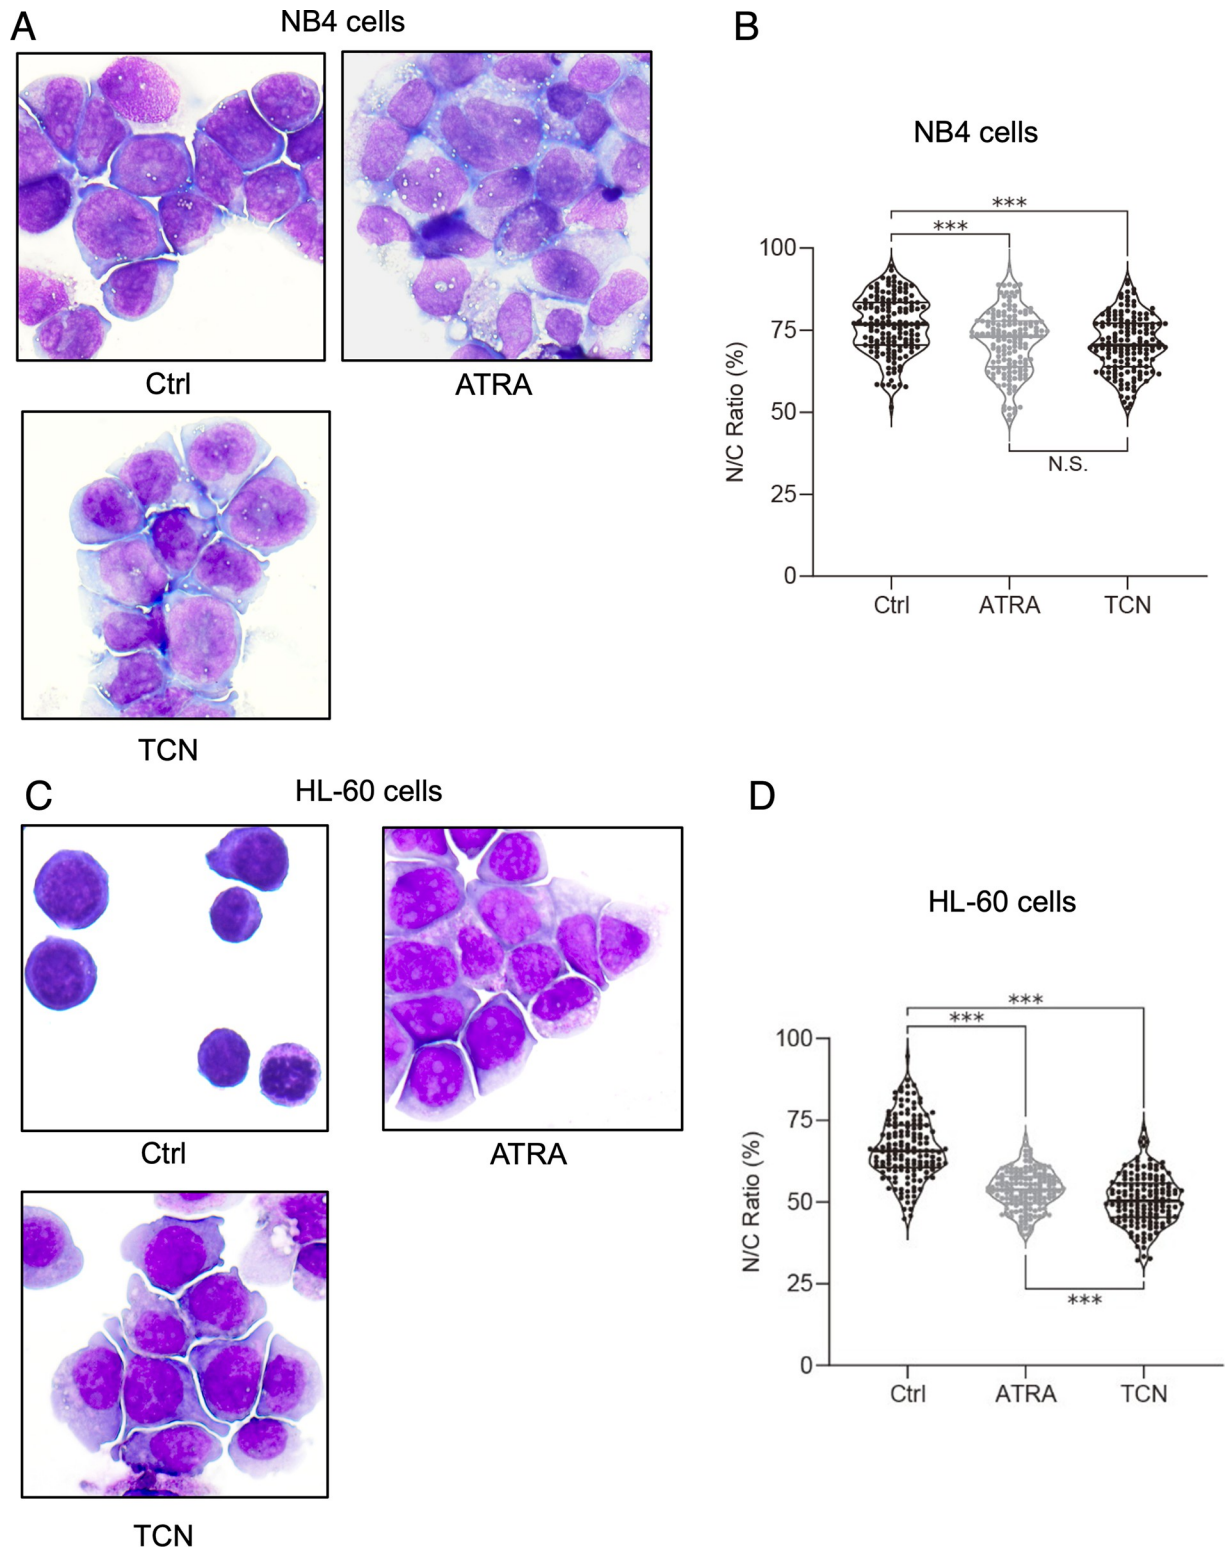 A
NB4 cells
Ctrl
ATRA
TCN
B
NB4 cells
***
***
100
75
50
25
0
N/C Ratio (%)
N.S.
Ctrl
ATRA
TCN
C
HL-60 cells
Ctrl
ATRA
TCN
D
HL-60 cells
***
***
100
75
50
25
0
N/C Ratio (%)
***
Ctrl
ATRA
TCN